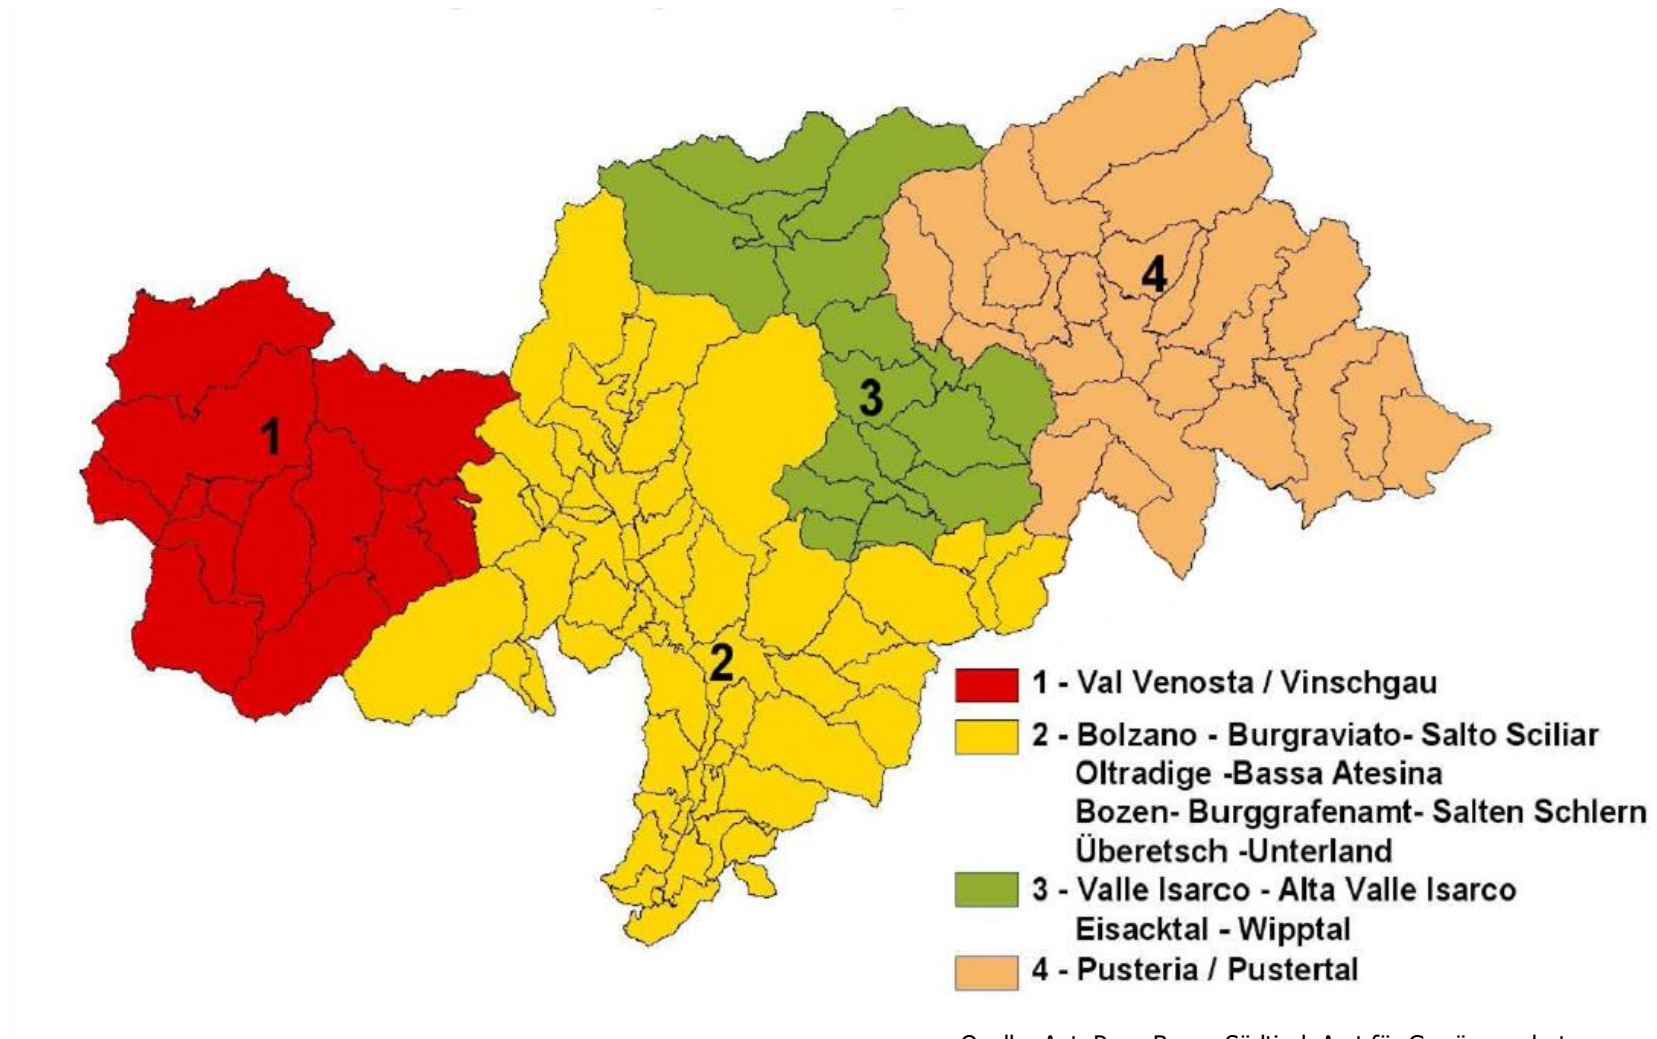 1
2
3
4
1 - Val Venosta / Vinschgau
2 - Bolzano - Burgraviato- Salto Sciliar
Oltradige -Bassa Atesina
Bozen- Burggrafenamt- Salten Schlern
Überetsch -Unterland
3 - Valle Isarco - Alta Valle Isarco
Eisacktal - Wipptal
4 - Pusteria / Pustertal